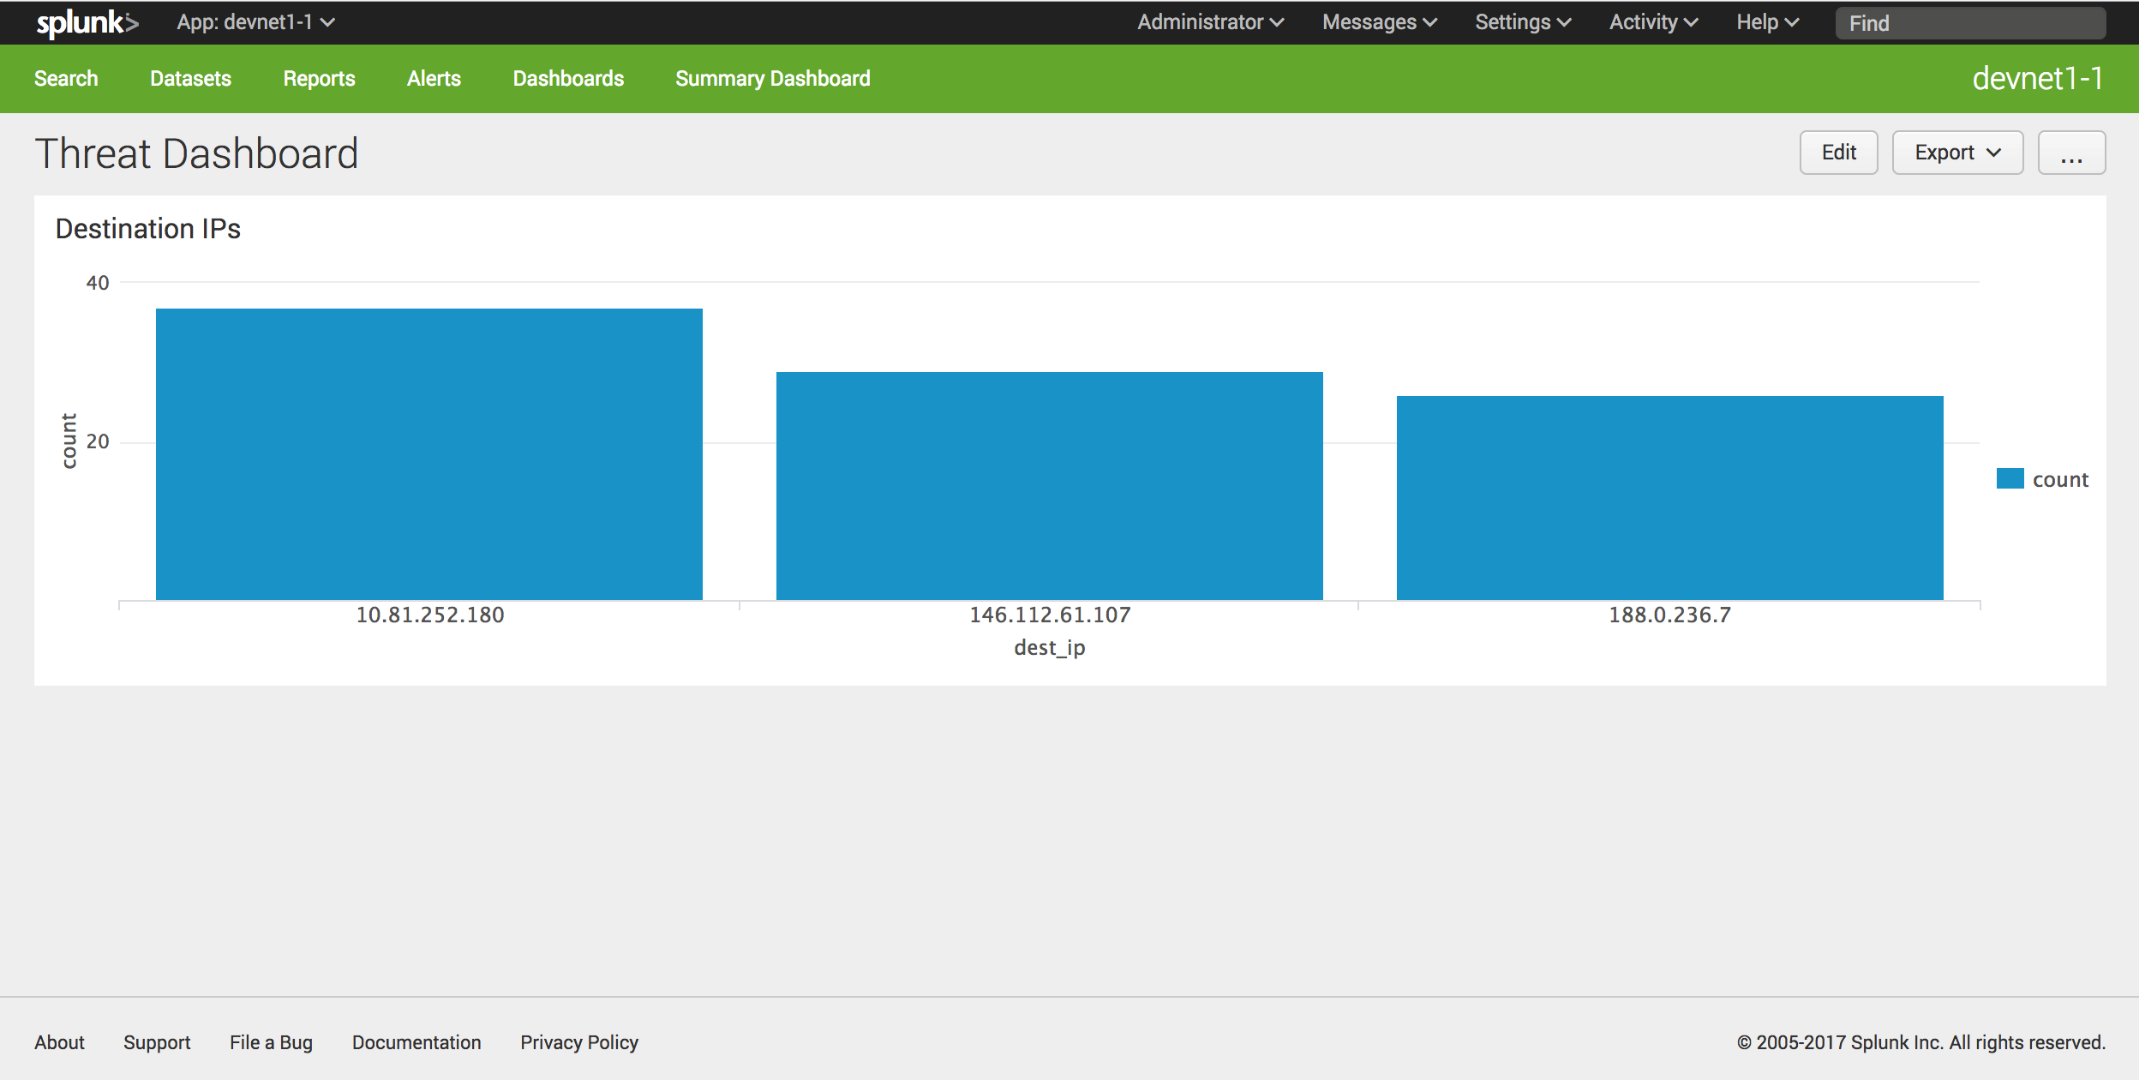 splunk> App: devnet1-1 Administrator Messages Settings Activity Help Find
Search Datasets Reports Alerts Dashboards Summary Dashboard devnet1-1
Threat Dashboard Edit Export ...
Destination IPs
40
20
count
count
10.81.252.180 146.112.61.107 188.0.236.7
dest_ip
About Support File a Bug Documentation Privacy Policy © 2005-2017 Splunk Inc. All rights reserved.